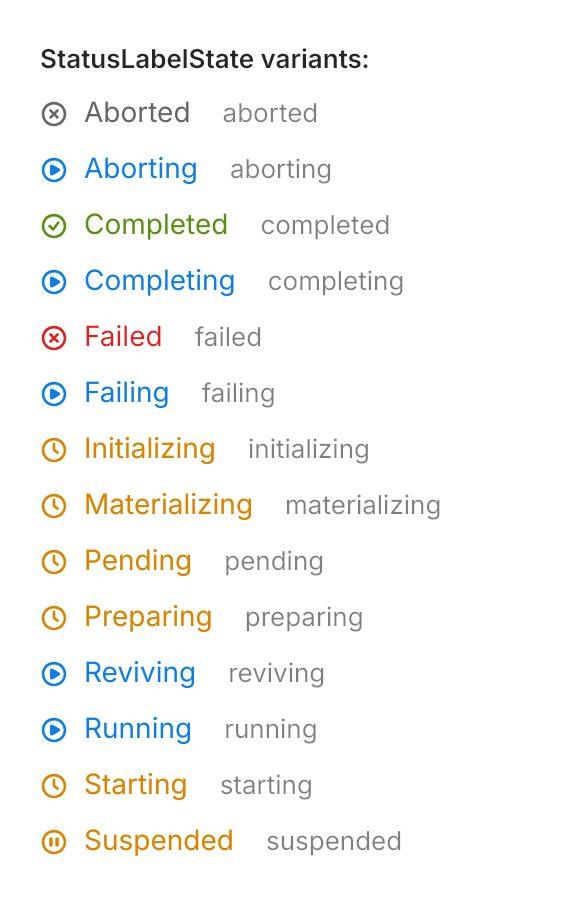 StatusLabelState variants:
Aborted aborted
Aborting aborting
Completed completed
Completing completing
Failed failed
Failing failing
Initializing initializing
Materializing materializing
Pending pending
Preparing preparing
Reviving reviving
Running running
Starting starting
Suspended suspended